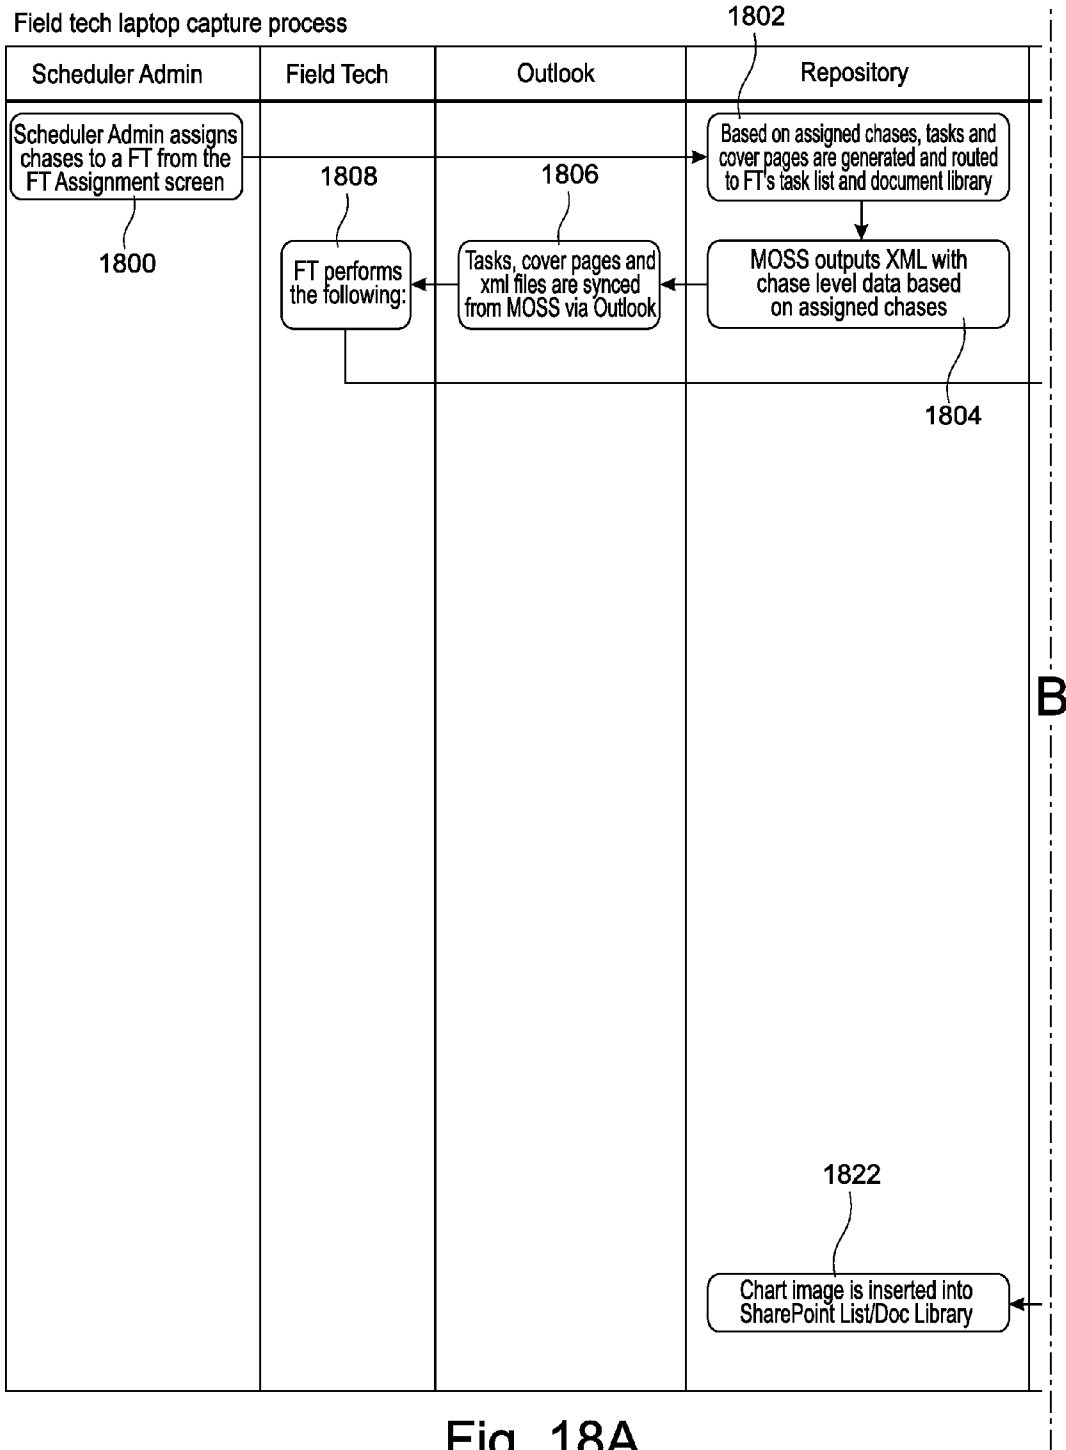 Field tech laptop capture process
1802
Scheduler Admin
Field Tech
Outlook
Repository
Scheduler Admin assigns
chases to a FT from the
FT Assignment screen
1800
Based on assigned chases, tasks and
cover pages are generated and routed
to FT's task list and document library
1808
1806
FT performs
the following:
Tasks, cover pages and
xml files are synced
from MOSS via Outlook
MOSS outputs XML with
chase level data based
on assigned chases
1804
B
1822
Chart image is inserted into
SharePoint List/Doc Library
Fig. 18A